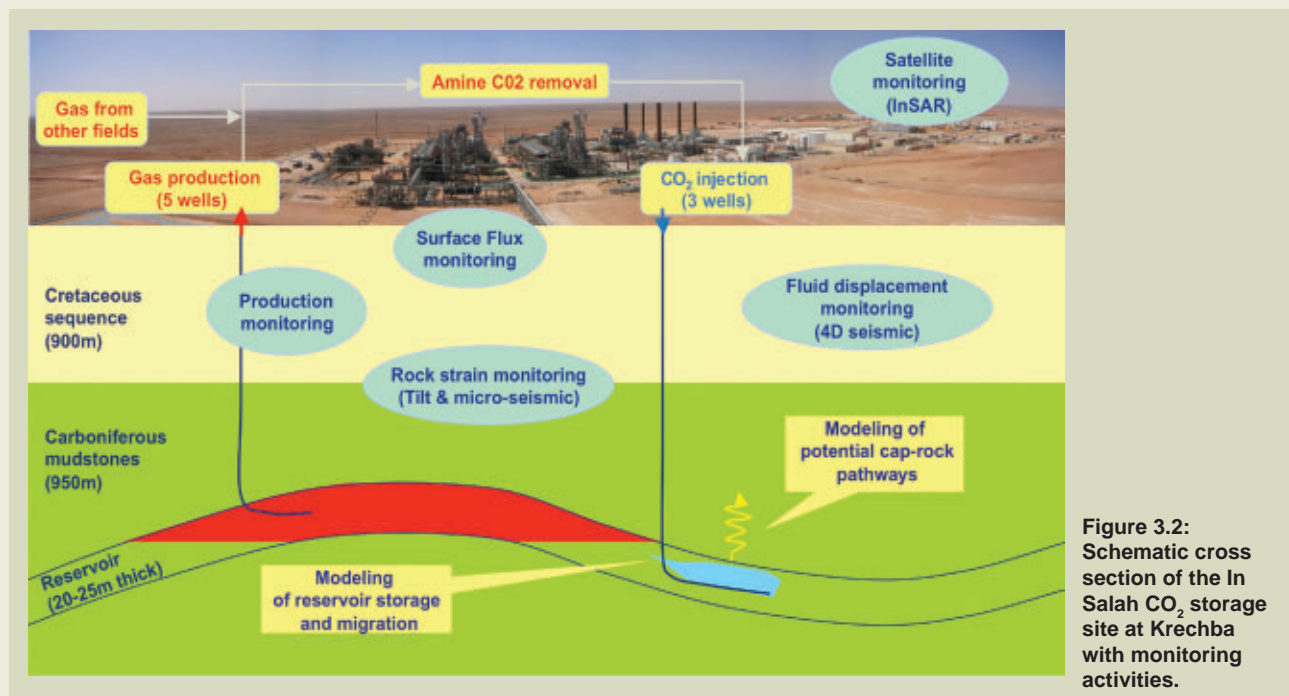 Satellite
monitoring
(InSAR)
Amine C02 removal
Gas from
other fields
Gas production
(5 wells)
CO₂ injection
(3 wells)
Surface Flux
monitoring
Cretaceous
sequence
(900m)
Production
monitoring
Fluid displacement
monitoring
(4D seismic)
Rock strain monitoring
(Tilt & micro-seismic)
Carboniferous
mudstones
(950m)
Modeling of
potential cap-rock
pathways
Reservoir
(20-25m thick)
Modeling
of reservoir storage
and migration
Figure 3.2:
Schematic cross
section of the In
Salah CO₂ storage
site at Krechba
with monitoring
activities.